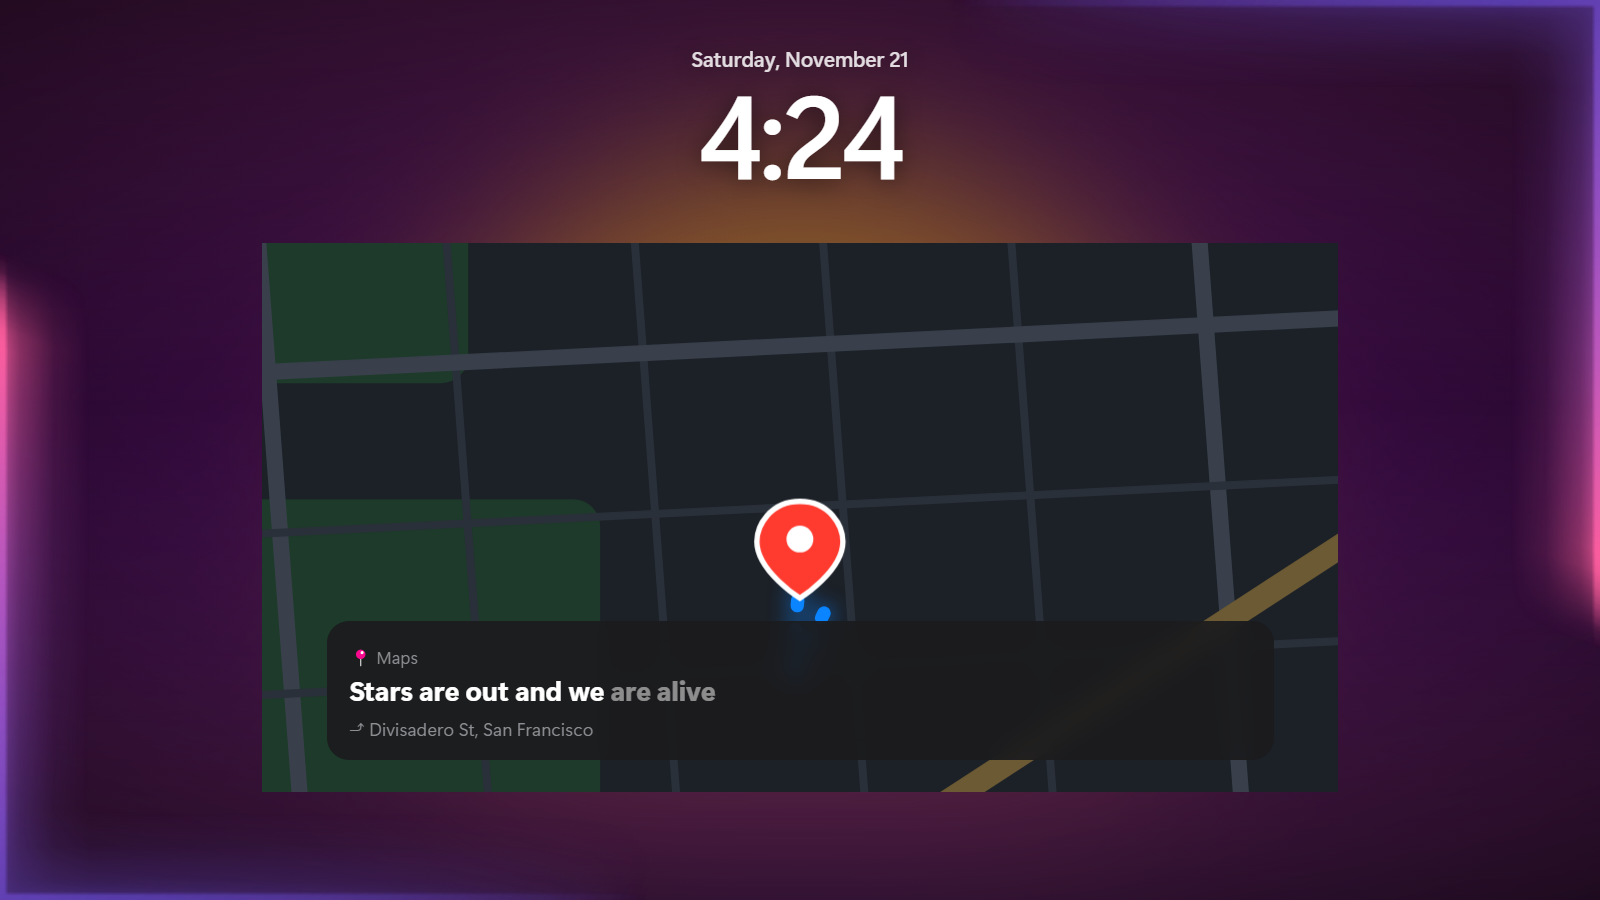 Saturday, November 21
4:24
Maps
Stars are out and we are alive
Divisadero St, San Francisco